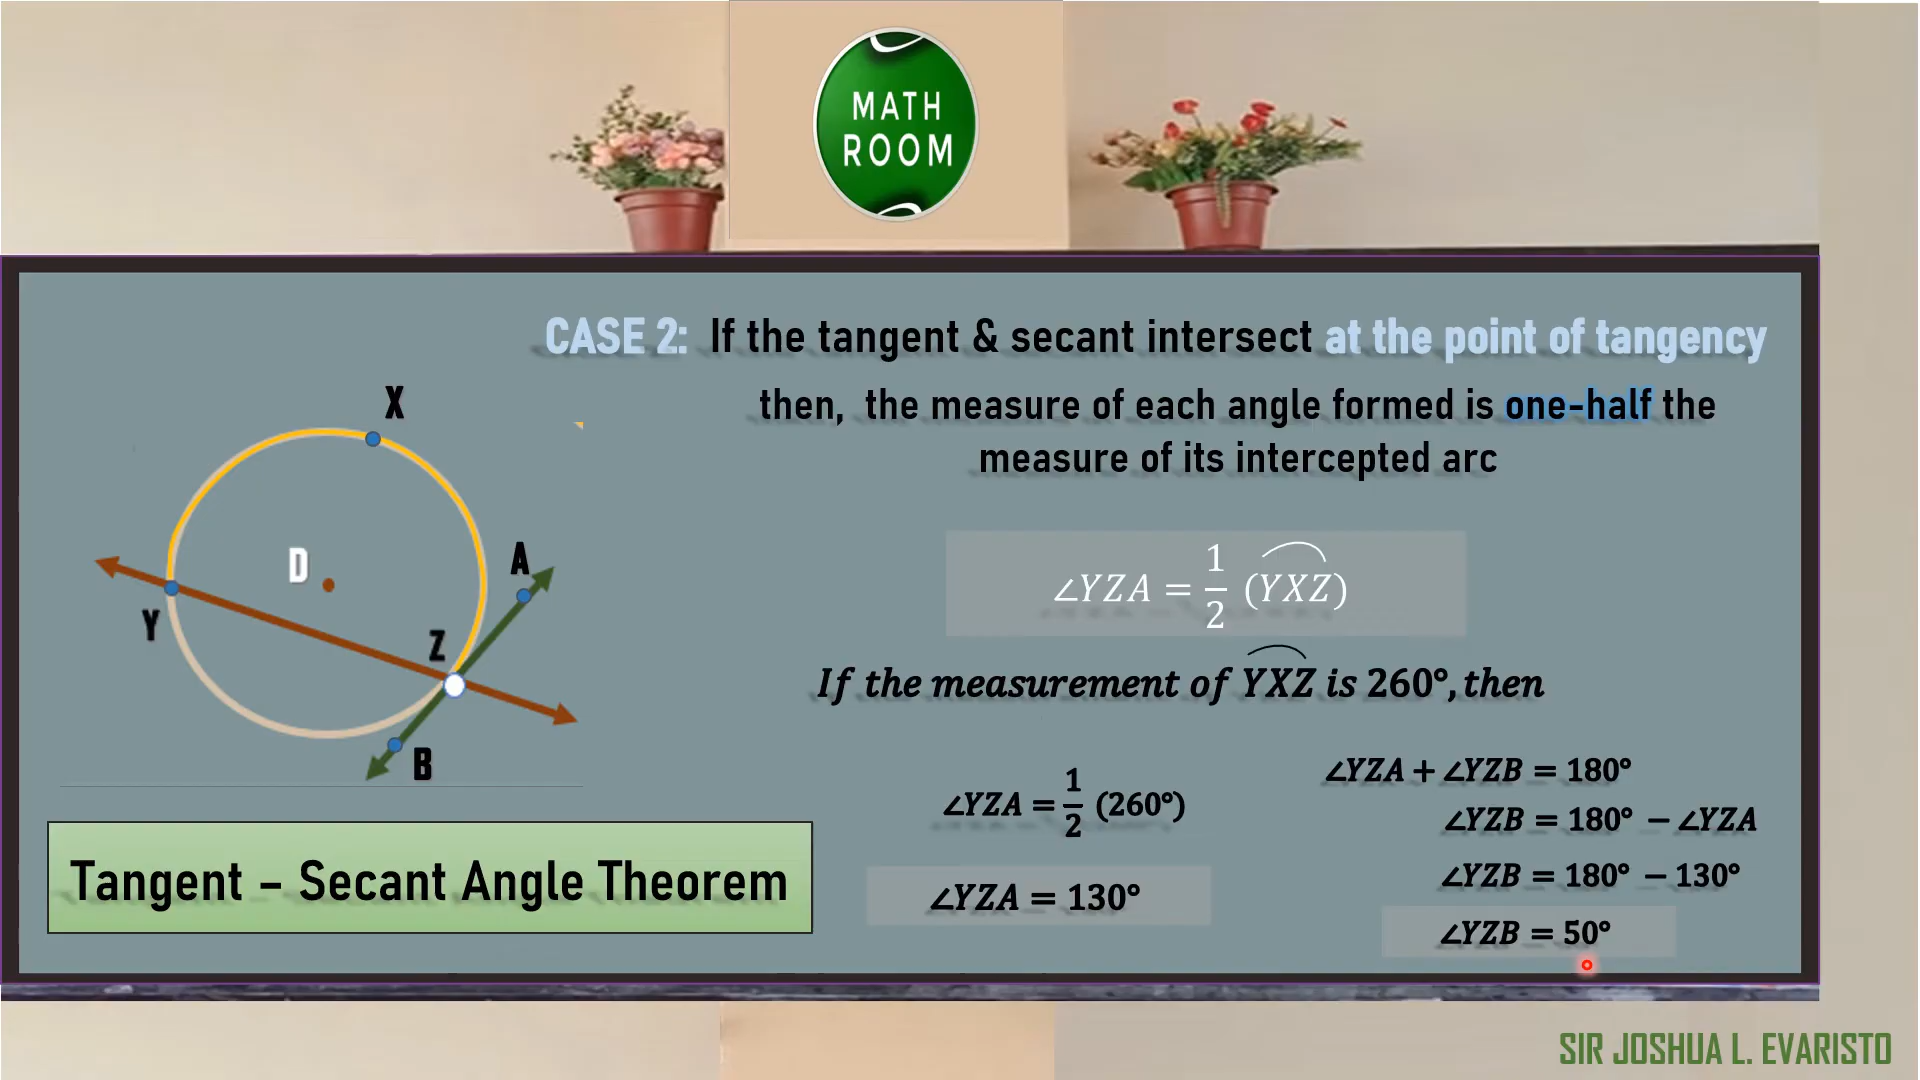 MATH
ROOM
CASE 2: If the tangent & secant intersect at the point of tangency
then, the measure of each angle formed is one-half the
measure of its intercepted arc
X
D
A
Y
Z
B
∠YZA = 1/2 (YXZ)
If the measurement of YXZ is 260°, then
∠YZA = 1/2 (260°)
∠YZA = 130°
∠YZA + ∠YZB = 180°
∠YZB = 180° − ∠YZA
∠YZB = 180° − 130°
∠YZB = 50°
Tangent – Secant Angle Theorem
SIR JOSHUA L. EVARISTO